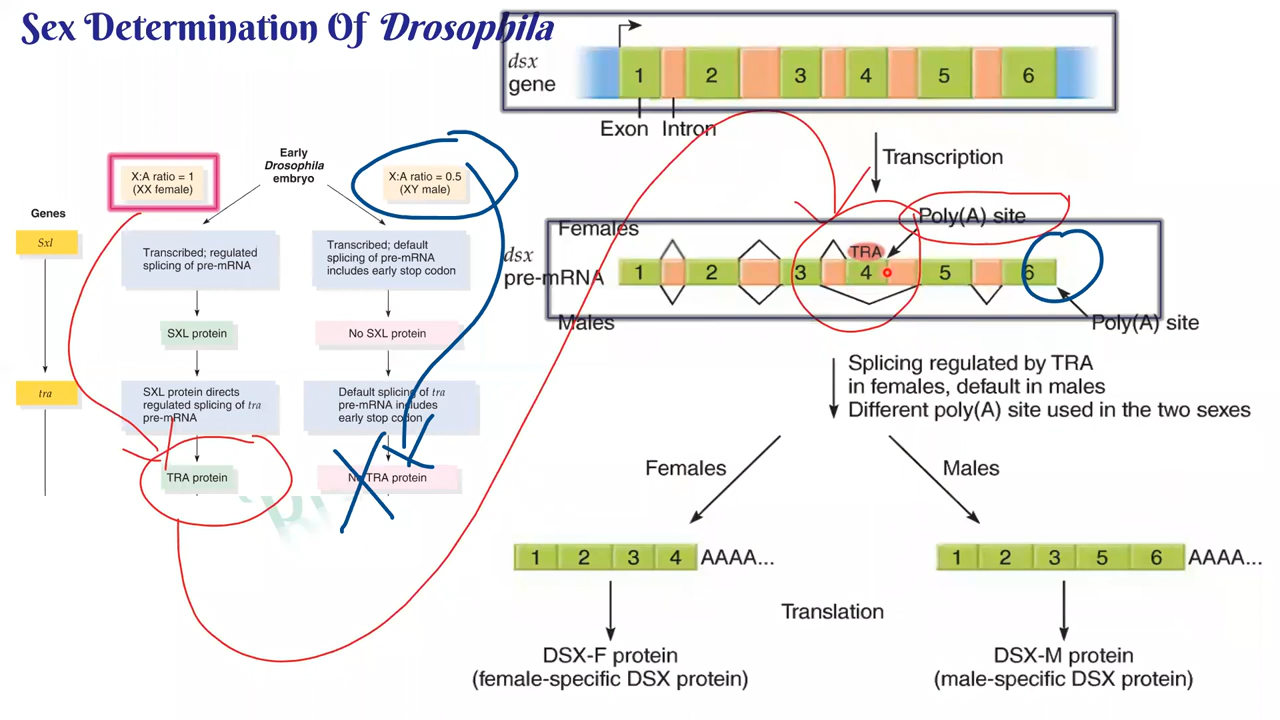 Sex Determination Of Drosophila
dsx
gene
1 2 3 4 5 6
Exon Intron
Transcription
Poly(A) site
Females
dsx
pre-mRNA
TRA
1 2 3 4 5 6
Males
Poly(A) site
Splicing regulated by TRA
in females, default in males
Different poly(A) site used in the two sexes
Females
Males
1 2 3 4 AAAA...
1 2 3 5 6 AAAA...
Translation
DSX-F protein
(female-specific DSX protein)
DSX-M protein
(male-specific DSX protein)
Early
Drosophila
embryo
X:A ratio = 1
(XX female)
X:A ratio = 0.5
(XY male)
Genes
Sxl
Transcribed; regulated
splicing of pre-mRNA
Transcribed; default
splicing of pre-mRNA
includes early stop codon
SXL protein
No SXL protein
tra
SXL protein directs
regulated splicing of tra
pre-mRNA
Default splicing of tra
pre-mRNA includes
early stop codon
TRA protein
No TRA protein